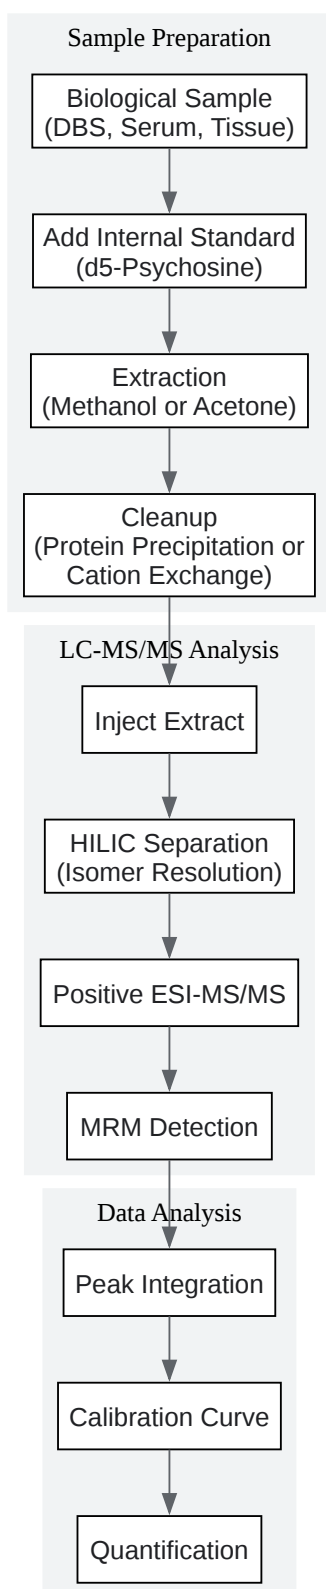 Sample Preparation
Biological Sample
(DBS, Serum, Tissue)
Add Internal Standard
(d5-Psychosine)
Extraction
(Methanol or Acetone)
Cleanup
(Protein Precipitation or
Cation Exchange)
LC-MS/MS Analysis
Inject Extract
HILIC Separation
(Isomer Resolution)
Positive ESI-MS/MS
MRM Detection
Data Analysis
Peak Integration
Calibration Curve
Quantification